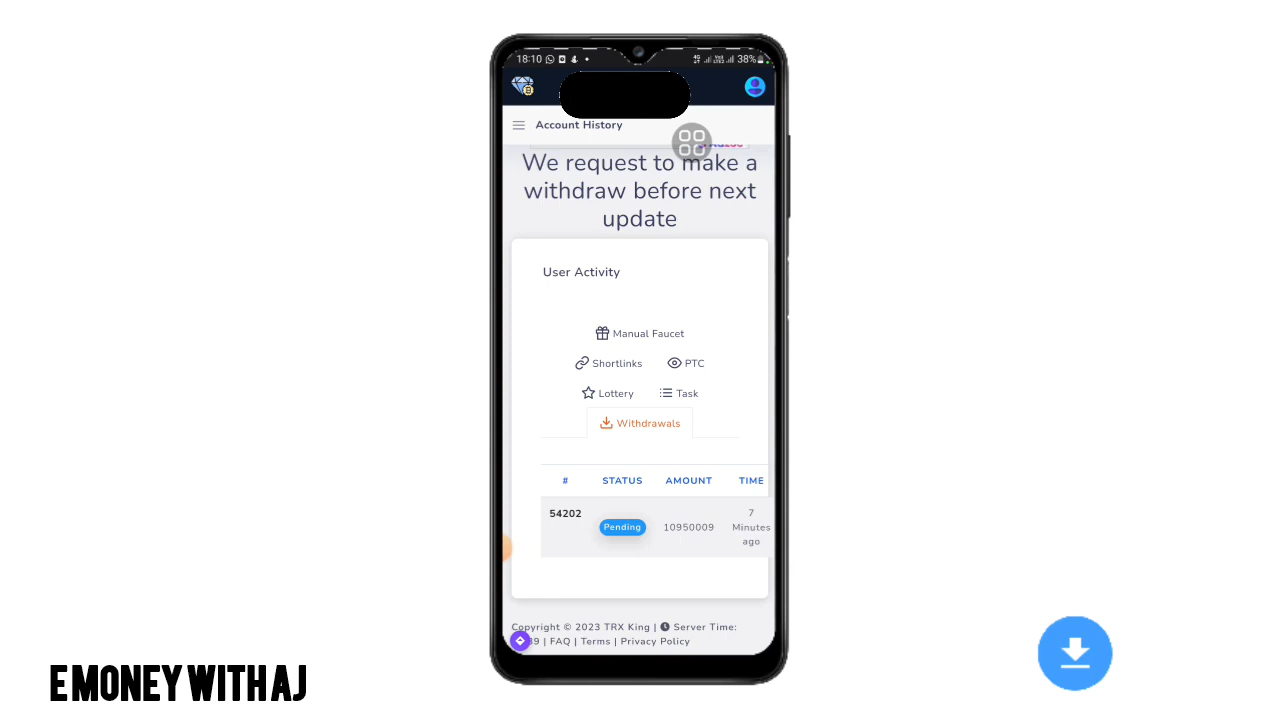 18:10
38%
Account History
We request to make a
withdraw before next
update
User Activity
Manual Faucet
Shortlinks PTC
Lottery Task
Withdrawals
# STATUS AMOUNT TIME
54202 Pending 10950009 7
Minutes
ago
Copyright © 2023 TRX King | Server Time:
| FAQ | Terms | Privacy Policy
E MONEY WITH AJ